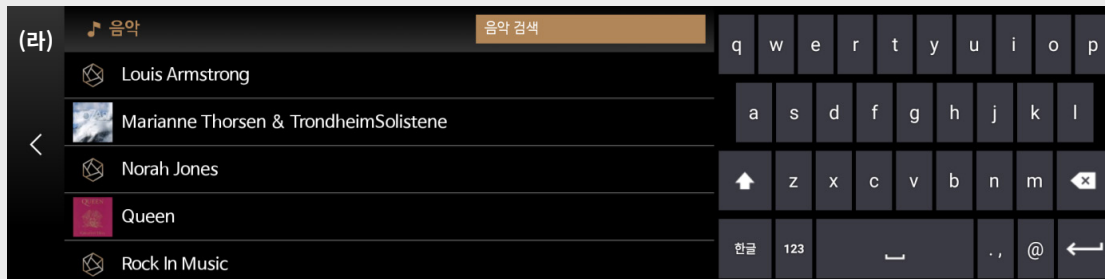 (라)
음악
음악 검색
Louis Armstrong
Marianne Thorsen & TrondheimSolistene
Norah Jones
QUEEN
Queen
Rock In Music
q w e r t y u i o p
a s d f g h j k l
z x c v b n m
한글 123 . , @